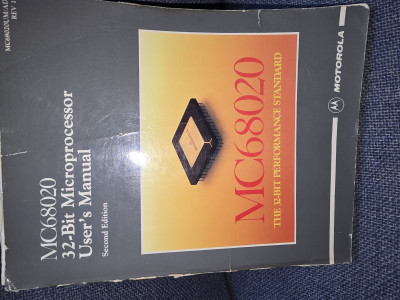 MC68020UM/AD
REV 1
MC68020
32-Bit Microprocessor
User's Manual
Second Edition
MC68020
THE 32-BIT PERFORMANCE STANDARD
MOTOROLA